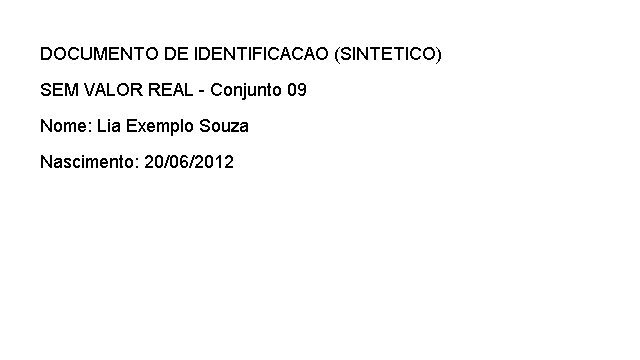 DOCUMENTO DE IDENTIFICACAO (SINTETICO)
SEM VALOR REAL - Conjunto 09
Nome: Lia Exemplo Souza
Nascimento: 20/06/2012